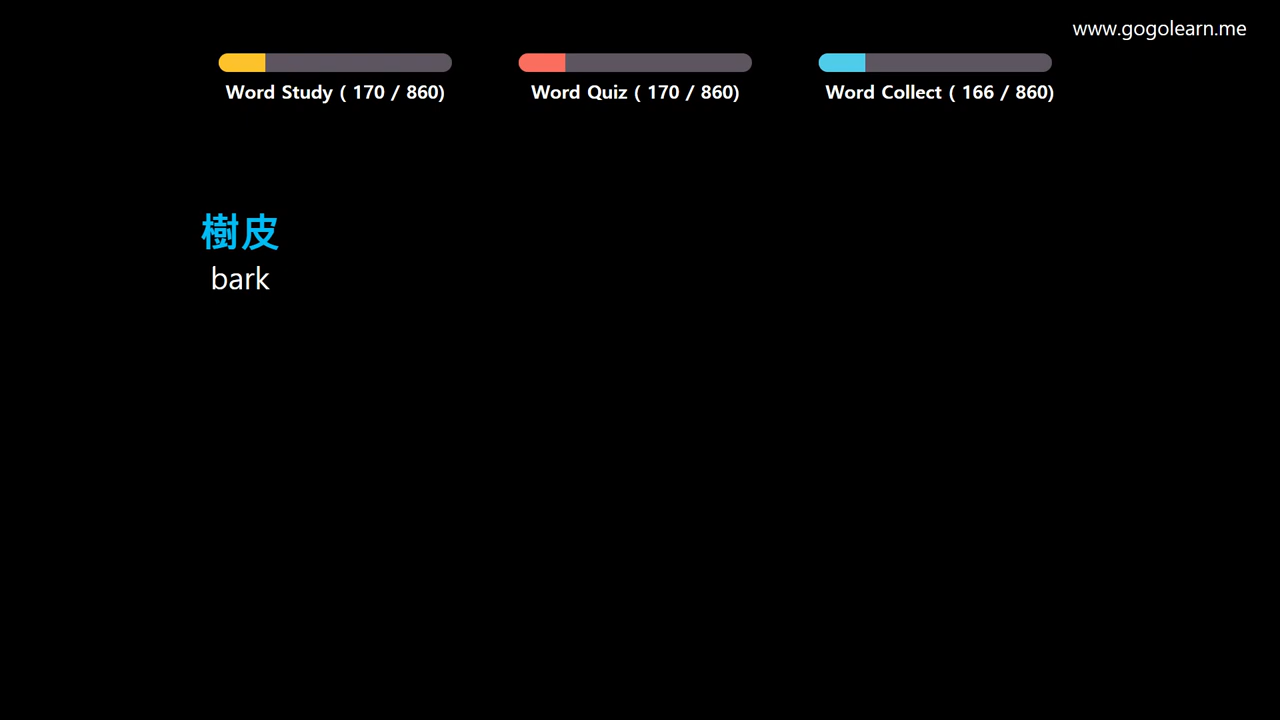 www.gogolearn.me
Word Study ( 170 / 860)
Word Quiz ( 170 / 860)
Word Collect ( 166 / 860)
樹皮
bark